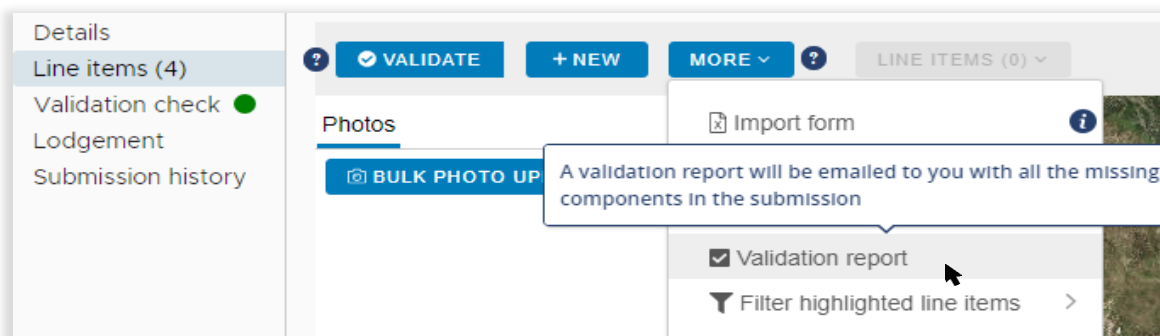 Details
Line items (4)
Validation check
Lodgement
Submission history
? VALIDATE + NEW MORE ? LINE ITEMS (0)
Photos
Import form i
BULK PHOTO UP
A validation report will be emailed to you with all the missing
components in the submission
Validation report
Filter highlighted line items